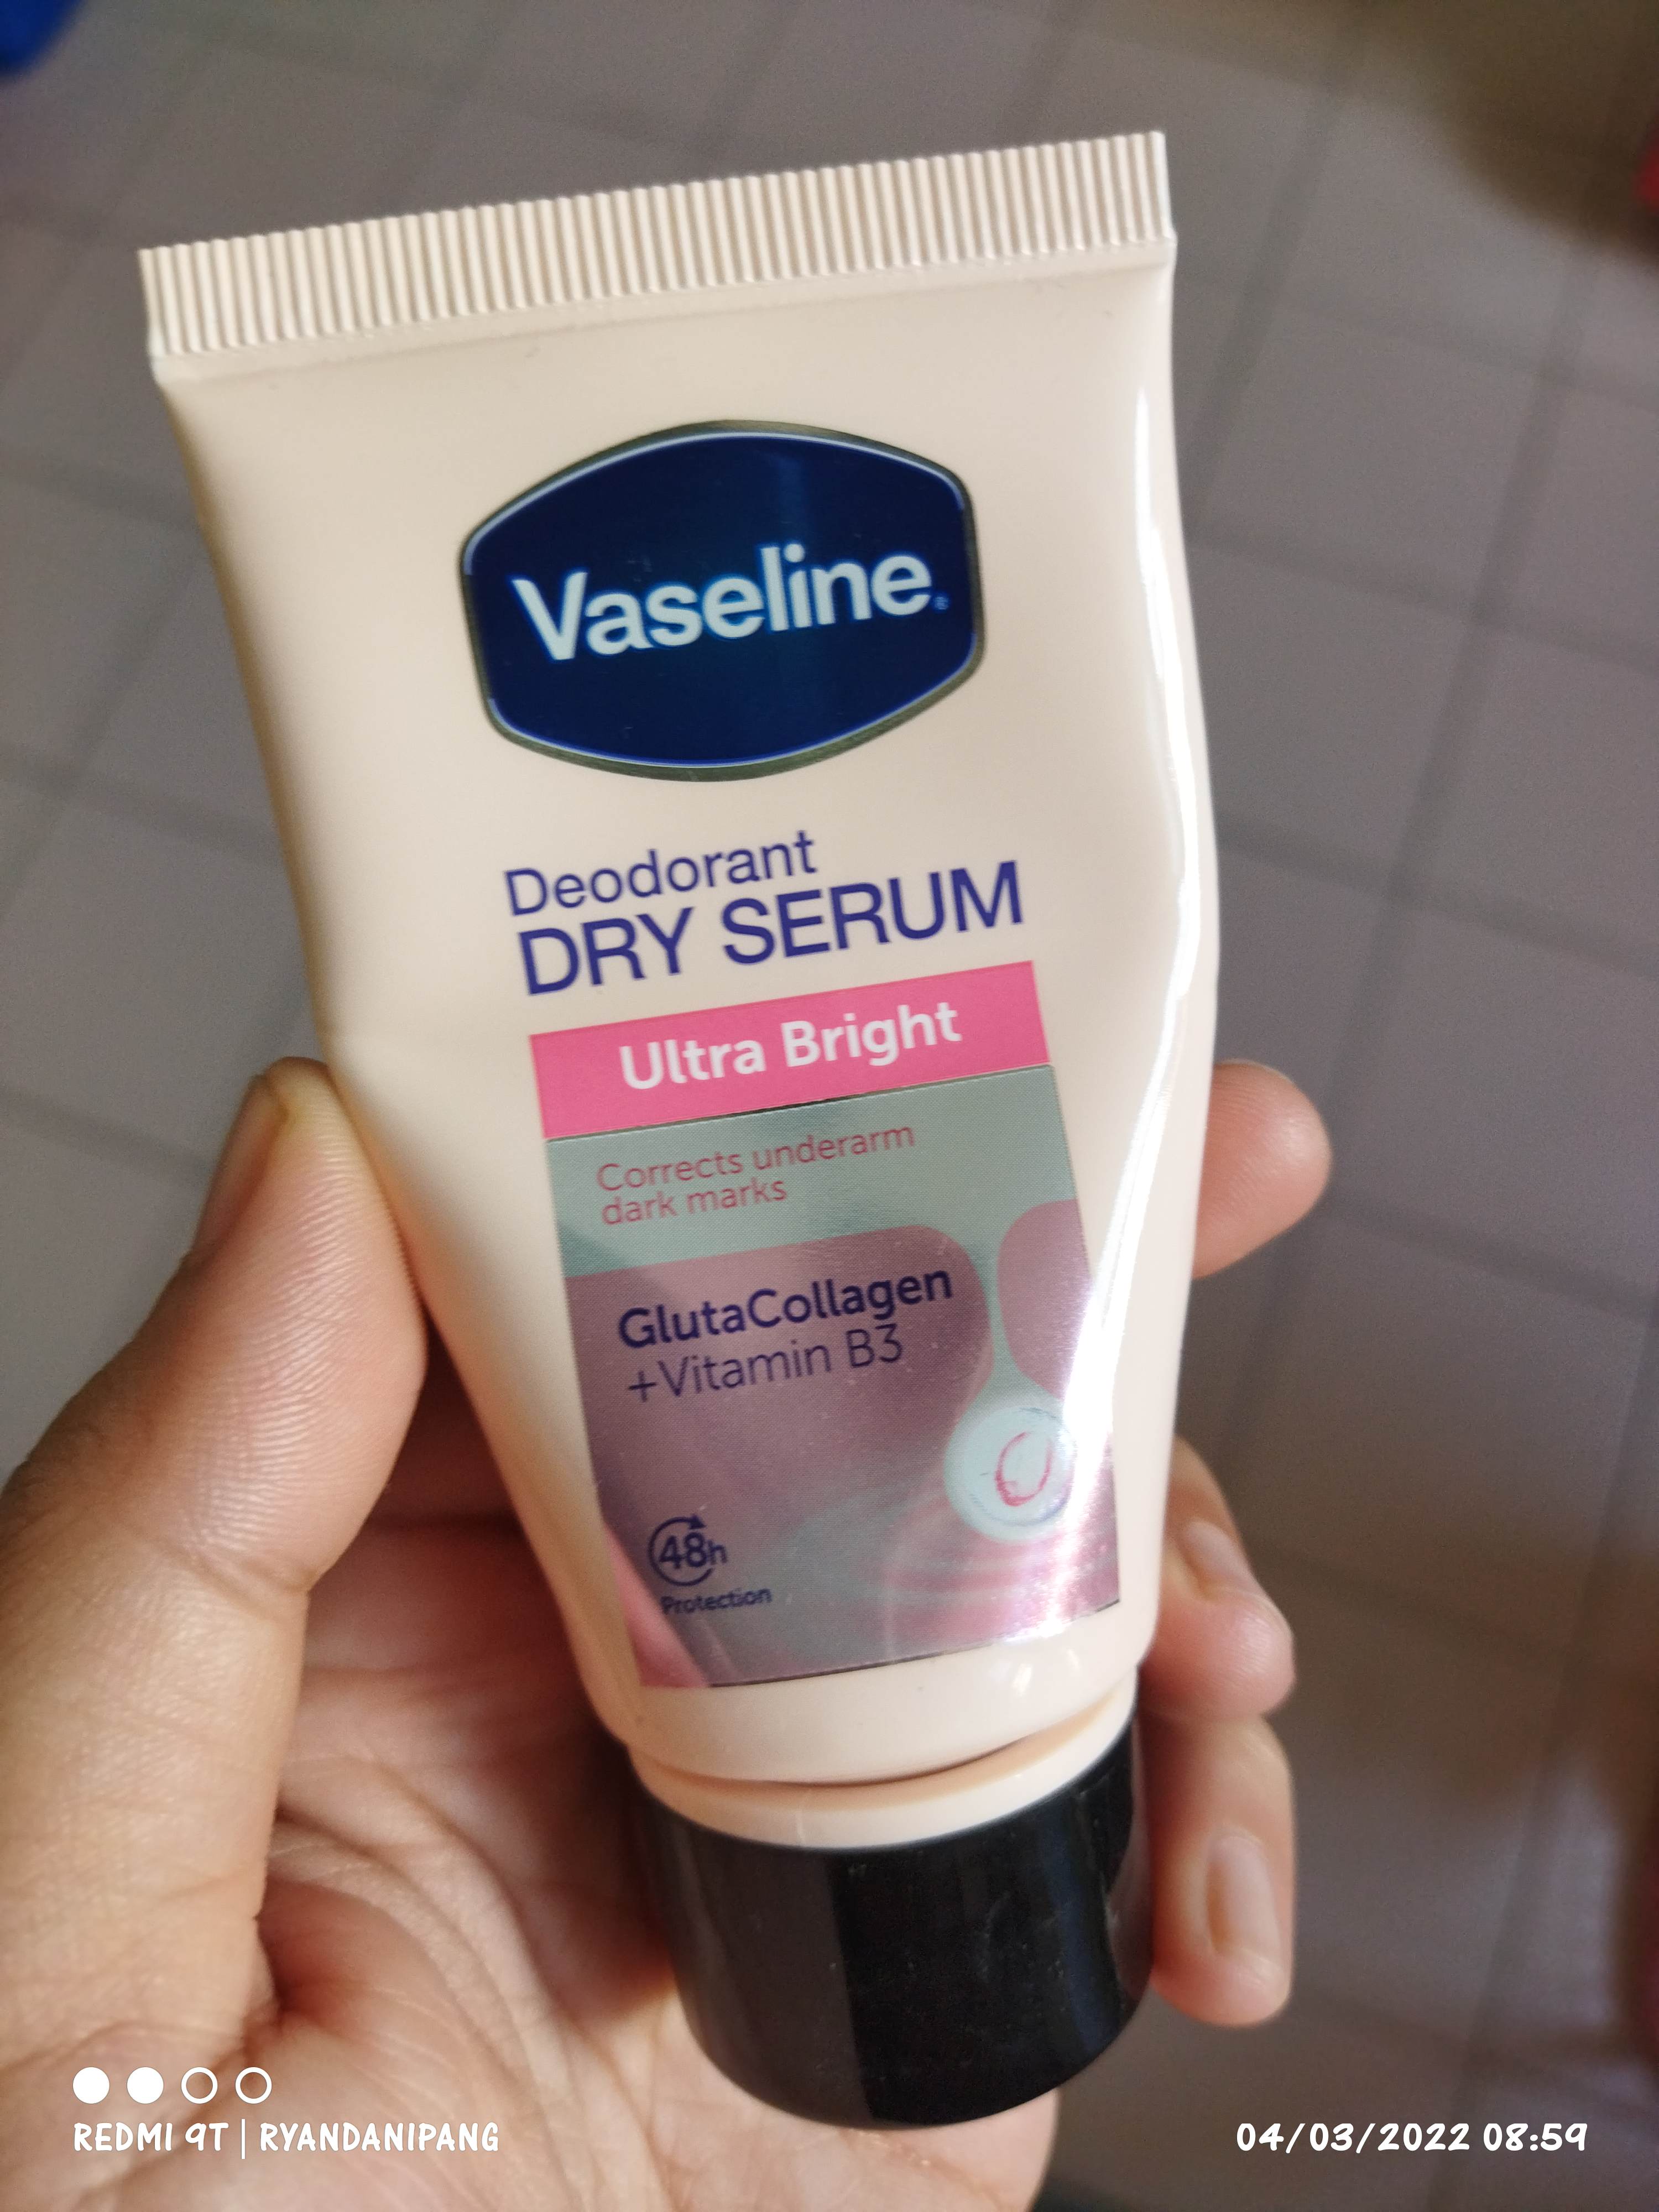 Vaseline®
Deodorant
DRY SERUM
Ultra Bright
Corrects underarm
dark marks
GlutaCollagen
+Vitamin B3
48h
Protection
REDMI 9T | RYANDANIPANG
04/03/2022 08:59